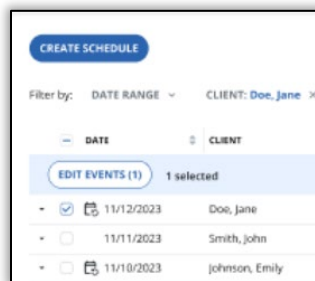 CREATE SCHEDULE
Filter by: DATE RANGE CLIENT: Doe, Jane ×
DATE CLIENT
EDIT EVENTS (1) 1 selected
11/12/2023 Doe, Jane
11/11/2023 Smith, John
11/10/2023 Johnson, Emily